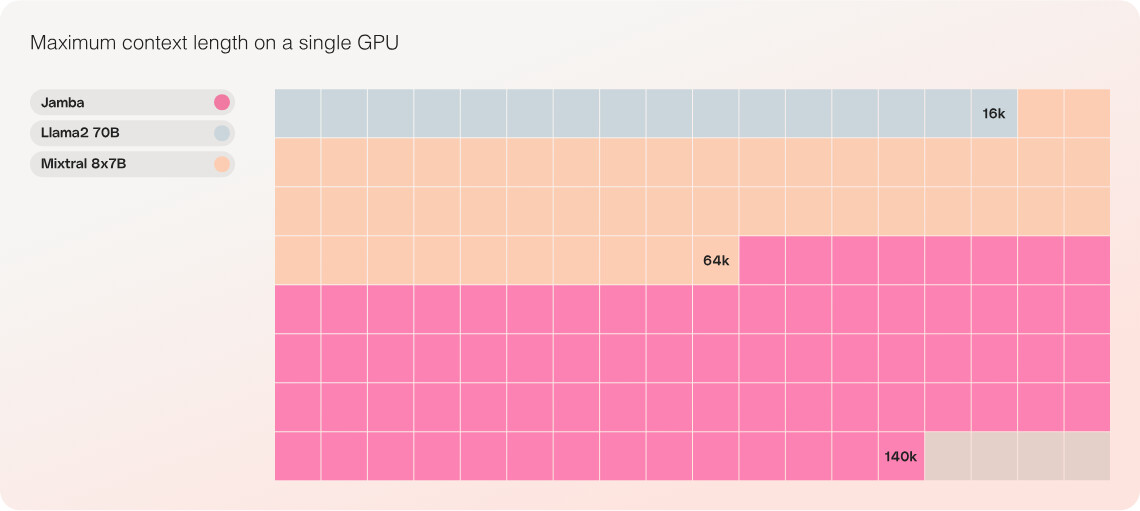 Maximum context length on a single GPU
Jamba
Llama2 70B
Mixtral 8x7B
16k
64k
140k